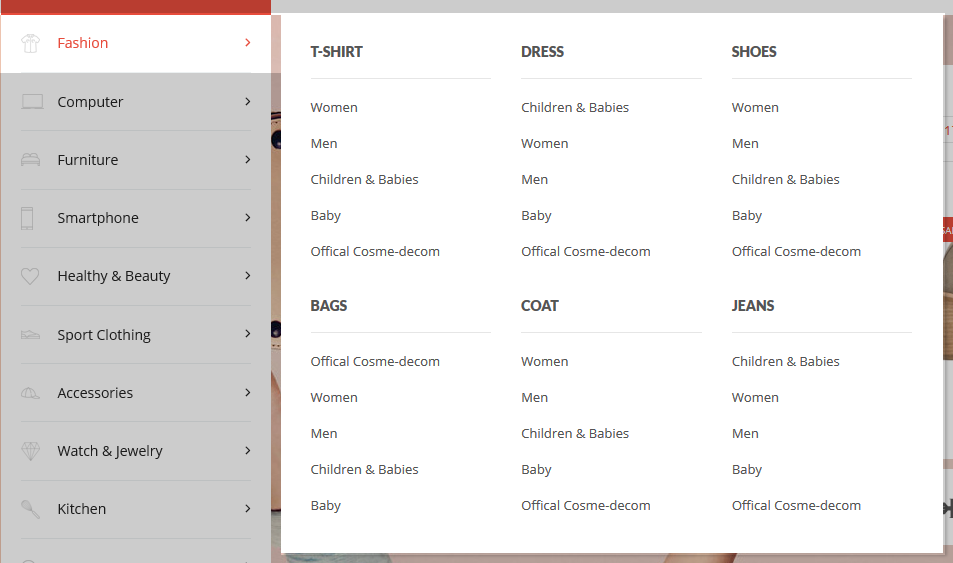 Fashion
Computer
Furniture
Smartphone
Healthy & Beauty
Sport Clothing
Accessories
Watch & Jewelry
Kitchen
T-SHIRT
Women
Men
Children & Babies
Baby
Offical Cosme-decom
DRESS
Children & Babies
Women
Men
Baby
Offical Cosme-decom
SHOES
Women
Men
Children & Babies
Baby
Offical Cosme-decom
BAGS
Offical Cosme-decom
Women
Men
Children & Babies
Baby
COAT
Women
Men
Children & Babies
Baby
Offical Cosme-decom
JEANS
Children & Babies
Women
Men
Baby
Offical Cosme-decom